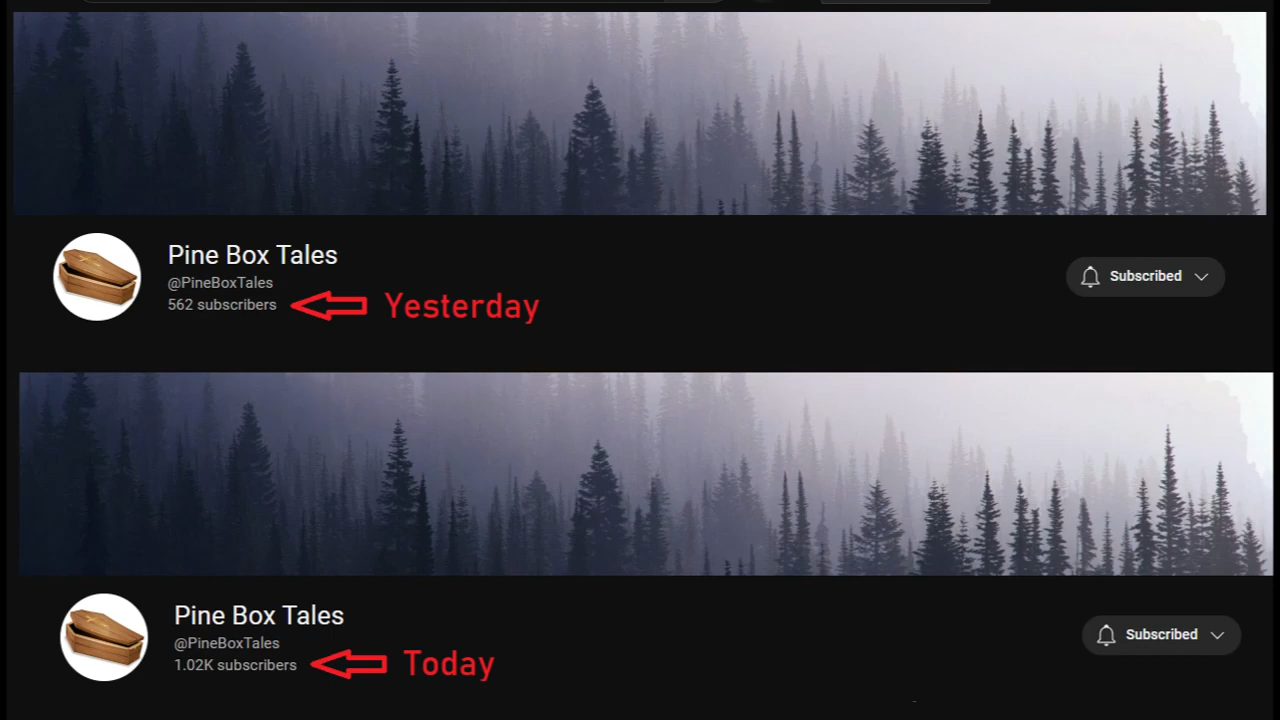 Pine Box Tales
@PineBoxTales
562 subscribers
Yesterday
Subscribed
Pine Box Tales
@PineBoxTales
1.02K subscribers
Today
Subscribed